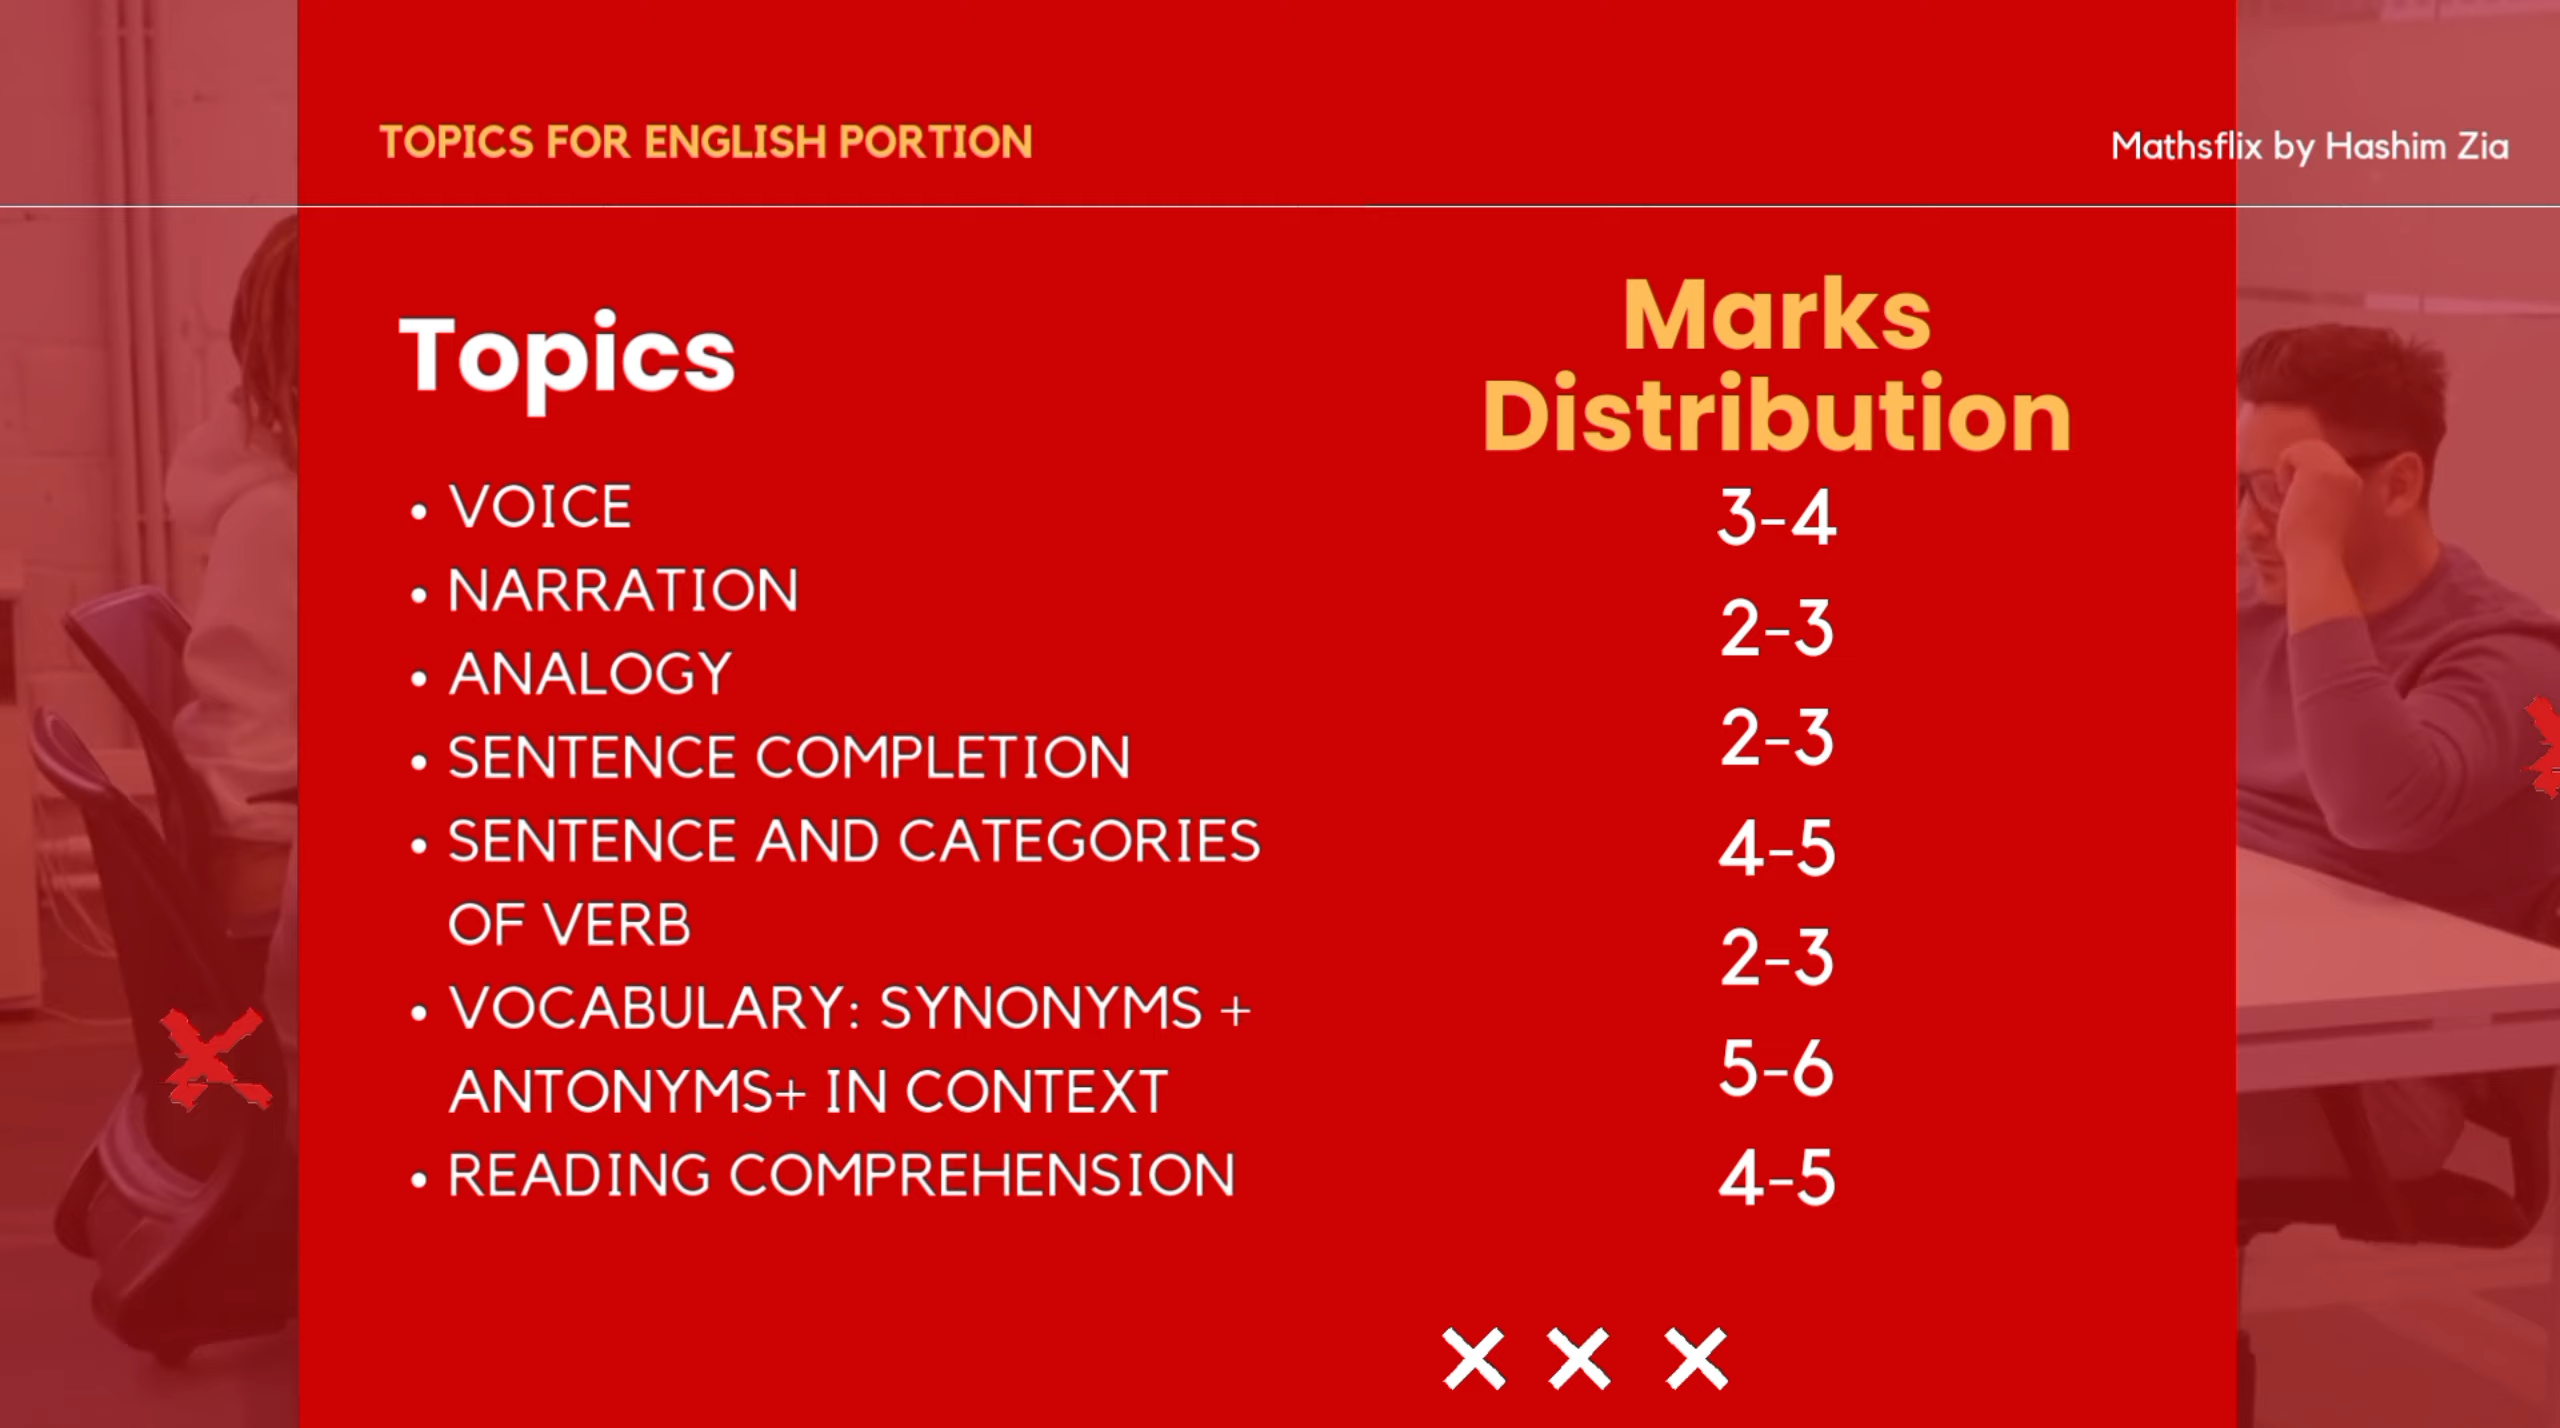 TOPICS FOR ENGLISH PORTION
Mathsflix by Hashim Zia
Topics
• VOICE
• NARRATION
• ANALOGY
• SENTENCE COMPLETION
• SENTENCE AND CATEGORIES
OF VERB
• VOCABULARY: SYNONYMS +
ANTONYMS+ IN CONTEXT
• READING COMPREHENSION
Marks
Distribution
3-4
2-3
2-3
4-5
2-3
5-6
4-5